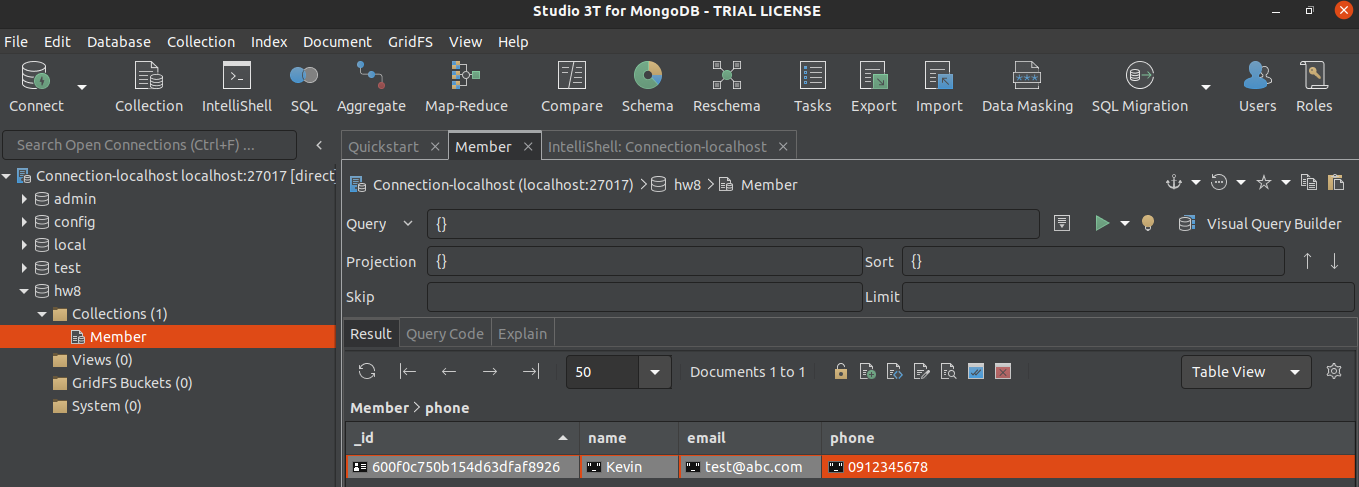 Studio 3T for MongoDB - TRIAL LICENSE
File Edit Database Collection Index Document GridFS View Help
Connect Collection IntelliShell SQL Aggregate Map-Reduce Compare Schema Reschema Tasks Export Import Data Masking SQL Migration Users Roles
Search Open Connections (Ctrl+F) ...
Quickstart Member IntelliShell: Connection-localhost
Connection-localhost localhost:27017 [direct]
admin
config
local
test
hw8
Collections (1)
Member
Views (0)
GridFS Buckets (0)
System (0)
Connection-localhost (localhost:27017) hw8 Member
Query {} Visual Query Builder
Projection {} Sort {}
Skip Limit
Result Query Code Explain
50 Documents 1 to 1 Table View
Member > phone
_id name email phone
600f0c750b154d63dfaf8926 Kevin test@abc.com 0912345678